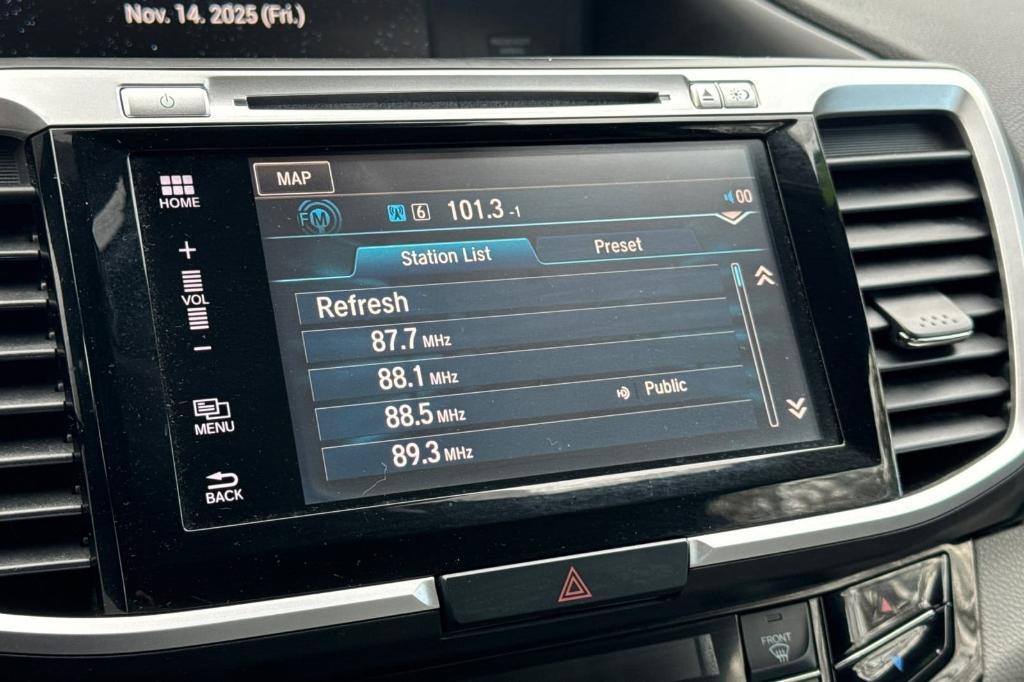 Nov. 14. 2025 (Fri.)
HOME
MAP
FM
6 101.3 -1
00
Station List
Preset
Refresh
VOL
87.7 MHz
88.1 MHz
88.5 MHz
Public
89.3 MHz
MENU
BACK
FRONT